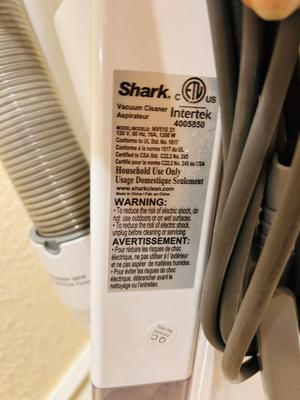 Shark.
C ETL US
Vacuum Cleaner
Aspirateur
Intertek
4005850
MODEL/MODELE: NV510 21
120 V, 60 Hz, 10A, 1200 W
Conforms to UL Std. No. 1017
Conforme à la norme 1017 du UL
Certified to CSA Std. C22.2 No. 243
Certifié pour la norme C22.2 No. 243 du CSA
Household Use Only
Usage Domestique Seulement
www.sharkclean.com
Made in China / Fab. en Chine
WARNING:
• To reduce the risk of electric shock, do
not use outdoors or on wet surfaces.
• To reduce the risk of electric shock,
unplug before cleaning or servicing.
AVERTISSEMENT:
• Pour réduire les risques de choc
électrique, ne pas utiliser à l'extérieur
et ne pas aspirer de matières humides.
• Pour éviter les risques de choc
électrique, débrancher avant le
nettoyage ou l'entretien.
QC